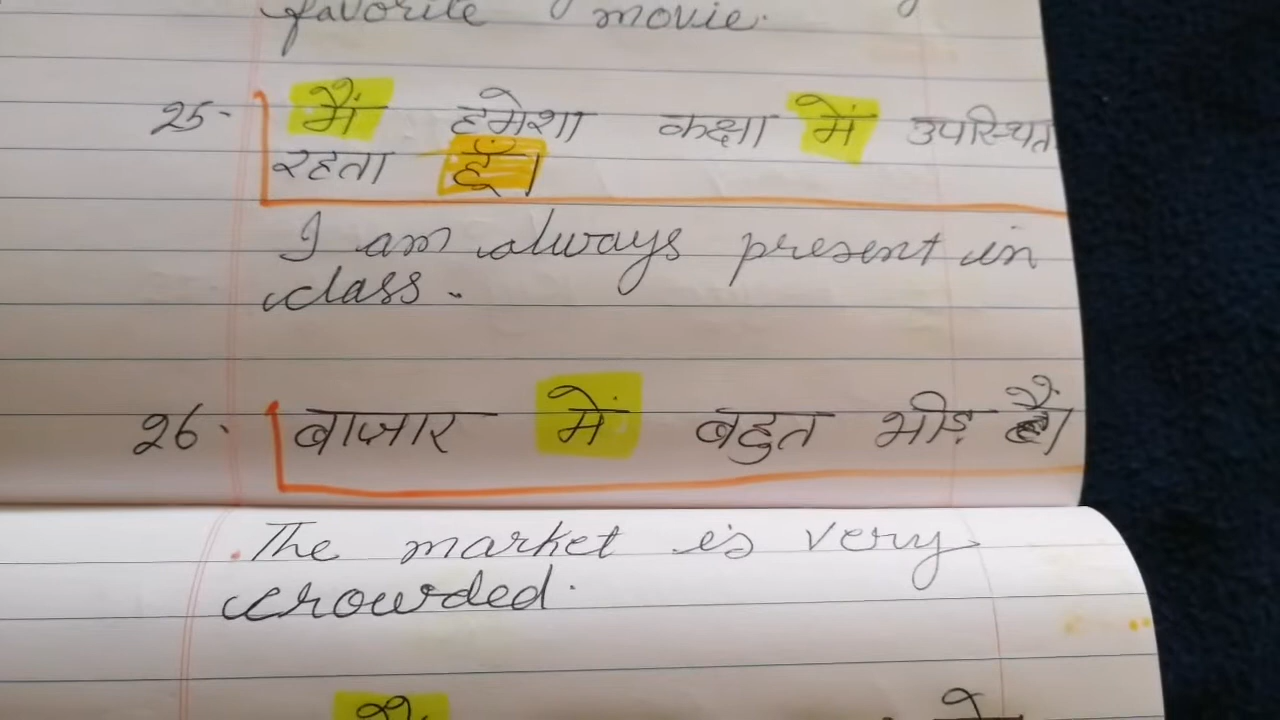 favorite movie.
25- मैं हमेशा कक्षा में उपस्थित
रहता हूँ।
I am always present in
class.
26. बाज़ार में बहुत भीड़ है।
The market is very
crowded.